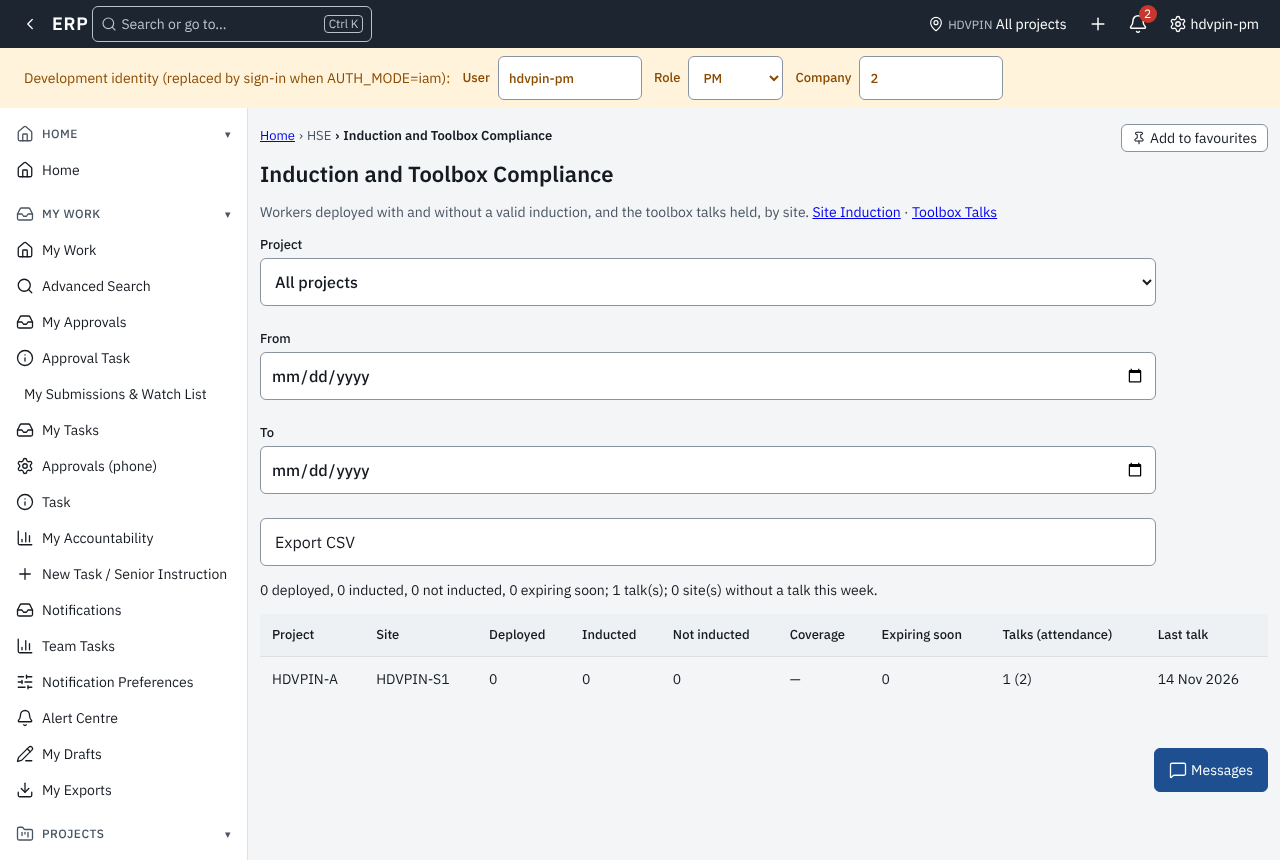 ERP
Search or go to...
Ctrl K
HDVPIN All projects
2
hdvpin-pm
Development identity (replaced by sign-in when AUTH_MODE=iam):
User
hdvpin-pm
Role
PM
Company
2
HOME
Home
MY WORK
My Work
Advanced Search
My Approvals
Approval Task
My Submissions & Watch List
My Tasks
Approvals (phone)
Task
My Accountability
New Task / Senior Instruction
Notifications
Team Tasks
Notification Preferences
Alert Centre
My Drafts
My Exports
PROJECTS
Home › HSE › Induction and Toolbox Compliance
Add to favourites
Induction and Toolbox Compliance
Workers deployed with and without a valid induction, and the toolbox talks held, by site. Site Induction · Toolbox Talks
Project
All projects
From
mm/dd/yyyy
To
mm/dd/yyyy
Export CSV
0 deployed, 0 inducted, 0 not inducted, 0 expiring soon; 1 talk(s); 0 site(s) without a talk this week.
Project Site Deployed Inducted Not inducted Coverage Expiring soon Talks (attendance) Last talk
HDVPIN-A HDVPIN-S1 0 0 0 — 0 1 (2) 14 Nov 2026
Messages